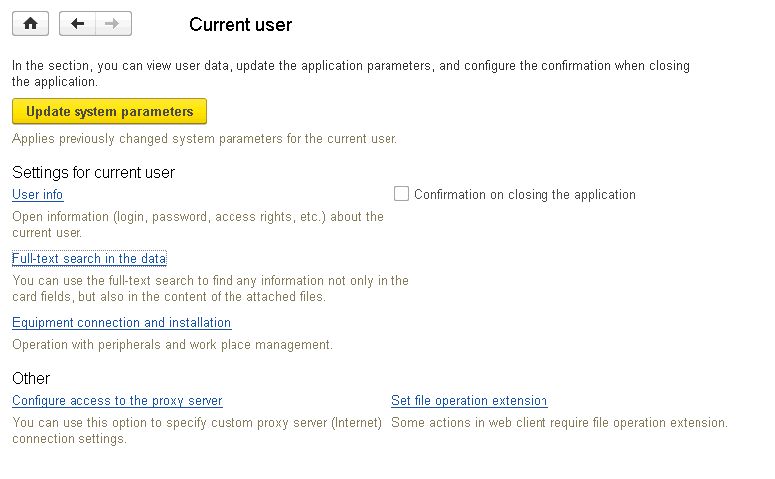 Current user
In the section, you can view user data, update the application parameters, and configure the confirmation when closing
the application.
Update system parameters
Applies previously changed system parameters for the current user.
Settings for current user
User info
Confirmation on closing the application
Open information (login, password, access rights, etc.) about the
current user.
Full-text search in the data
You can use the full-text search to find any information not only in the
card fields, but also in the content of the attached files.
Equipment connection and installation
Operation with peripherals and work place management.
Other
Configure access to the proxy server
You can use this option to specify custom proxy server (Internet)
connection settings.
Set file operation extension
Some actions in web client require file operation extension.